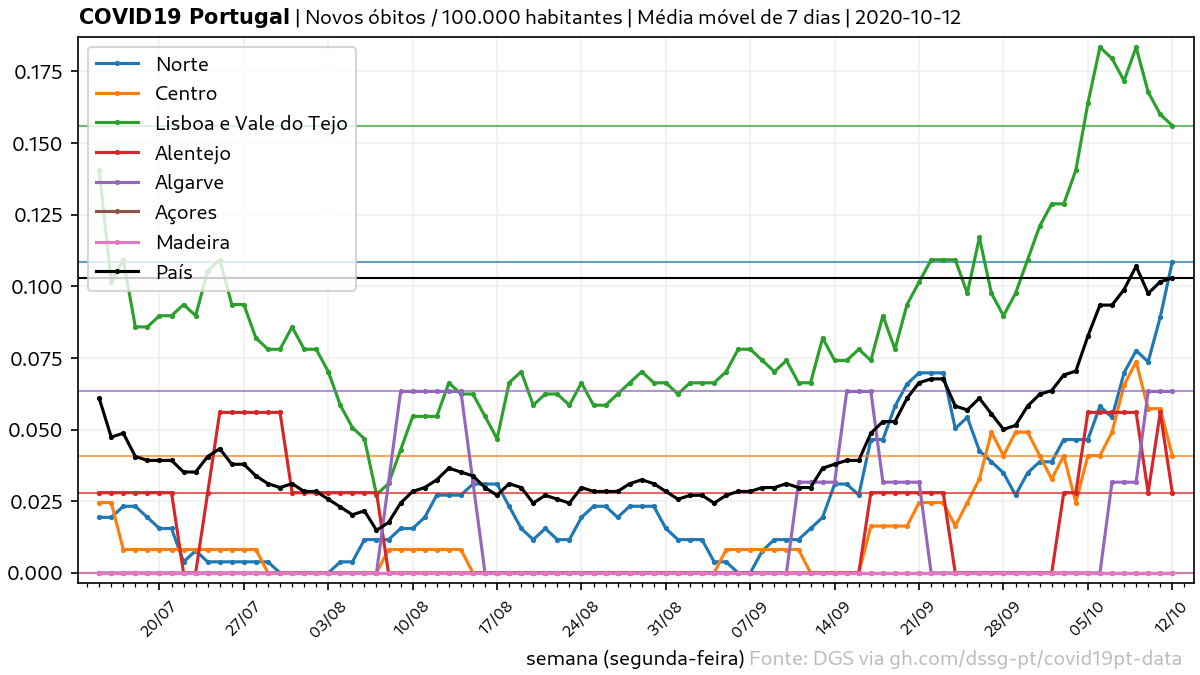 COVID19 Portugal | Novos óbitos / 100.000 habitantes | Média móvel de 7 dias | 2020-10-12
Norte
Centro
Lisboa e Vale do Tejo
Alentejo
Algarve
Açores
Madeira
País
0.175
0.150
0.125
0.100
0.075
0.050
0.025
0.000
20/07 27/07 03/08 10/08 17/08 24/08 31/08 07/09 14/09 21/09 28/09 05/10 12/10
semana (segunda-feira) Fonte: DGS via gh.com/dssg-pt/covid19pt-data